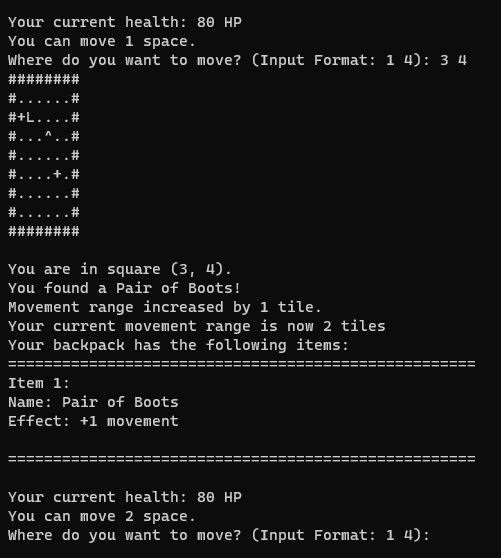 Your current health: 80 HP
You can move 1 space.
Where do you want to move? (Input Format: 1 4): 3 4
########
#......#
#+L....#
#...^..#
#......#
#....+.#
#......#
#......#
########
You are in square (3, 4).
You found a Pair of Boots!
Movement range increased by 1 tile.
Your current movement range is now 2 tiles
Your backpack has the following items:
====================================================
Item 1:
Name: Pair of Boots
Effect: +1 movement
====================================================
Your current health: 80 HP
You can move 2 space.
Where do you want to move? (Input Format: 1 4):